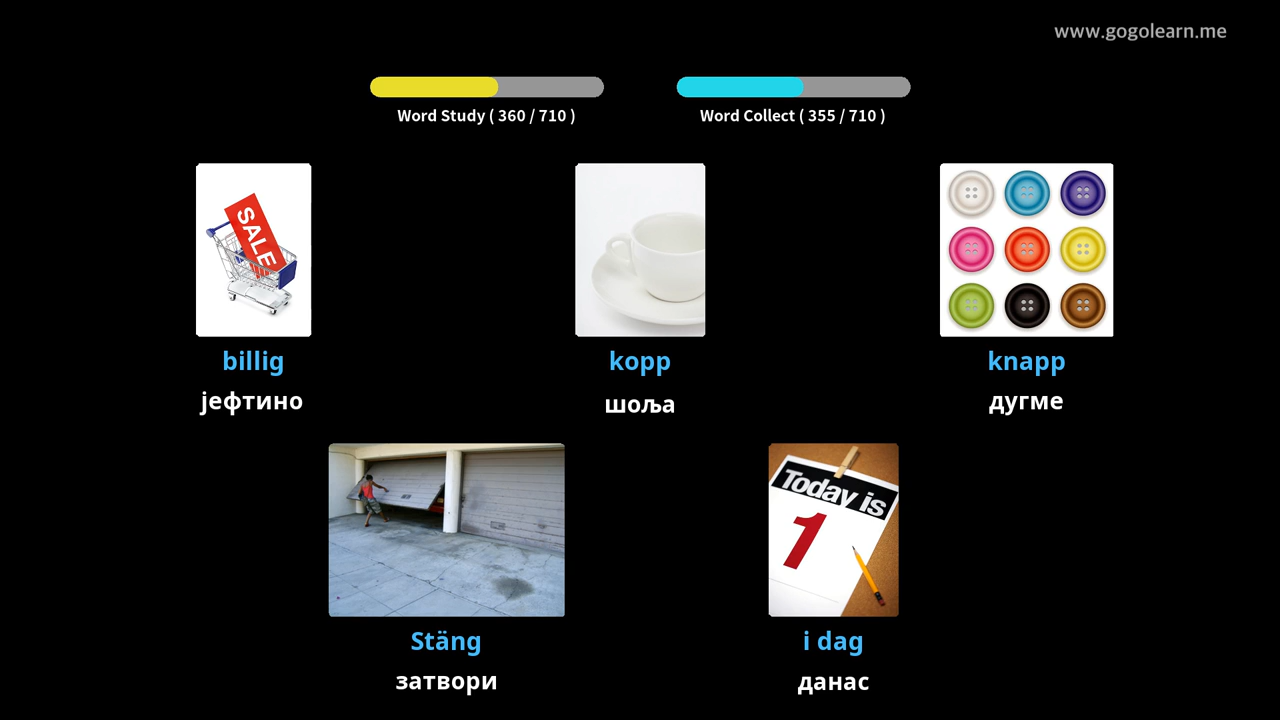 www.gogolearn.me
Word Study ( 360 / 710 )
Word Collect ( 355 / 710 )
SALE
billig
kopp
knapp
јефтино
шоља
дугме
Today is
1
Stäng
i dag
затвори
данас